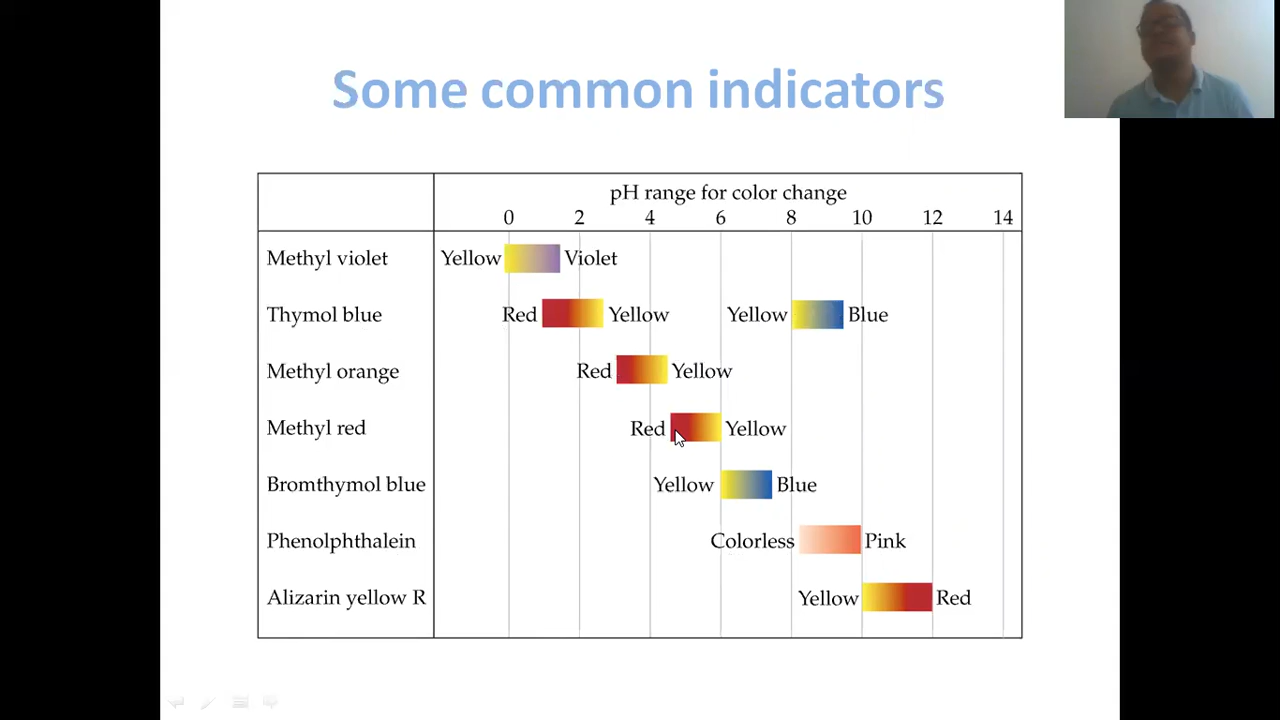 Some common indicators
pH range for color change
0 2 4 6 8 10 12 14
Methyl violet Yellow Violet
Thymol blue Red Yellow Yellow Blue
Methyl orange Red Yellow
Methyl red Red Yellow
Bromthymol blue Yellow Blue
Phenolphthalein Colorless Pink
Alizarin yellow R Yellow Red